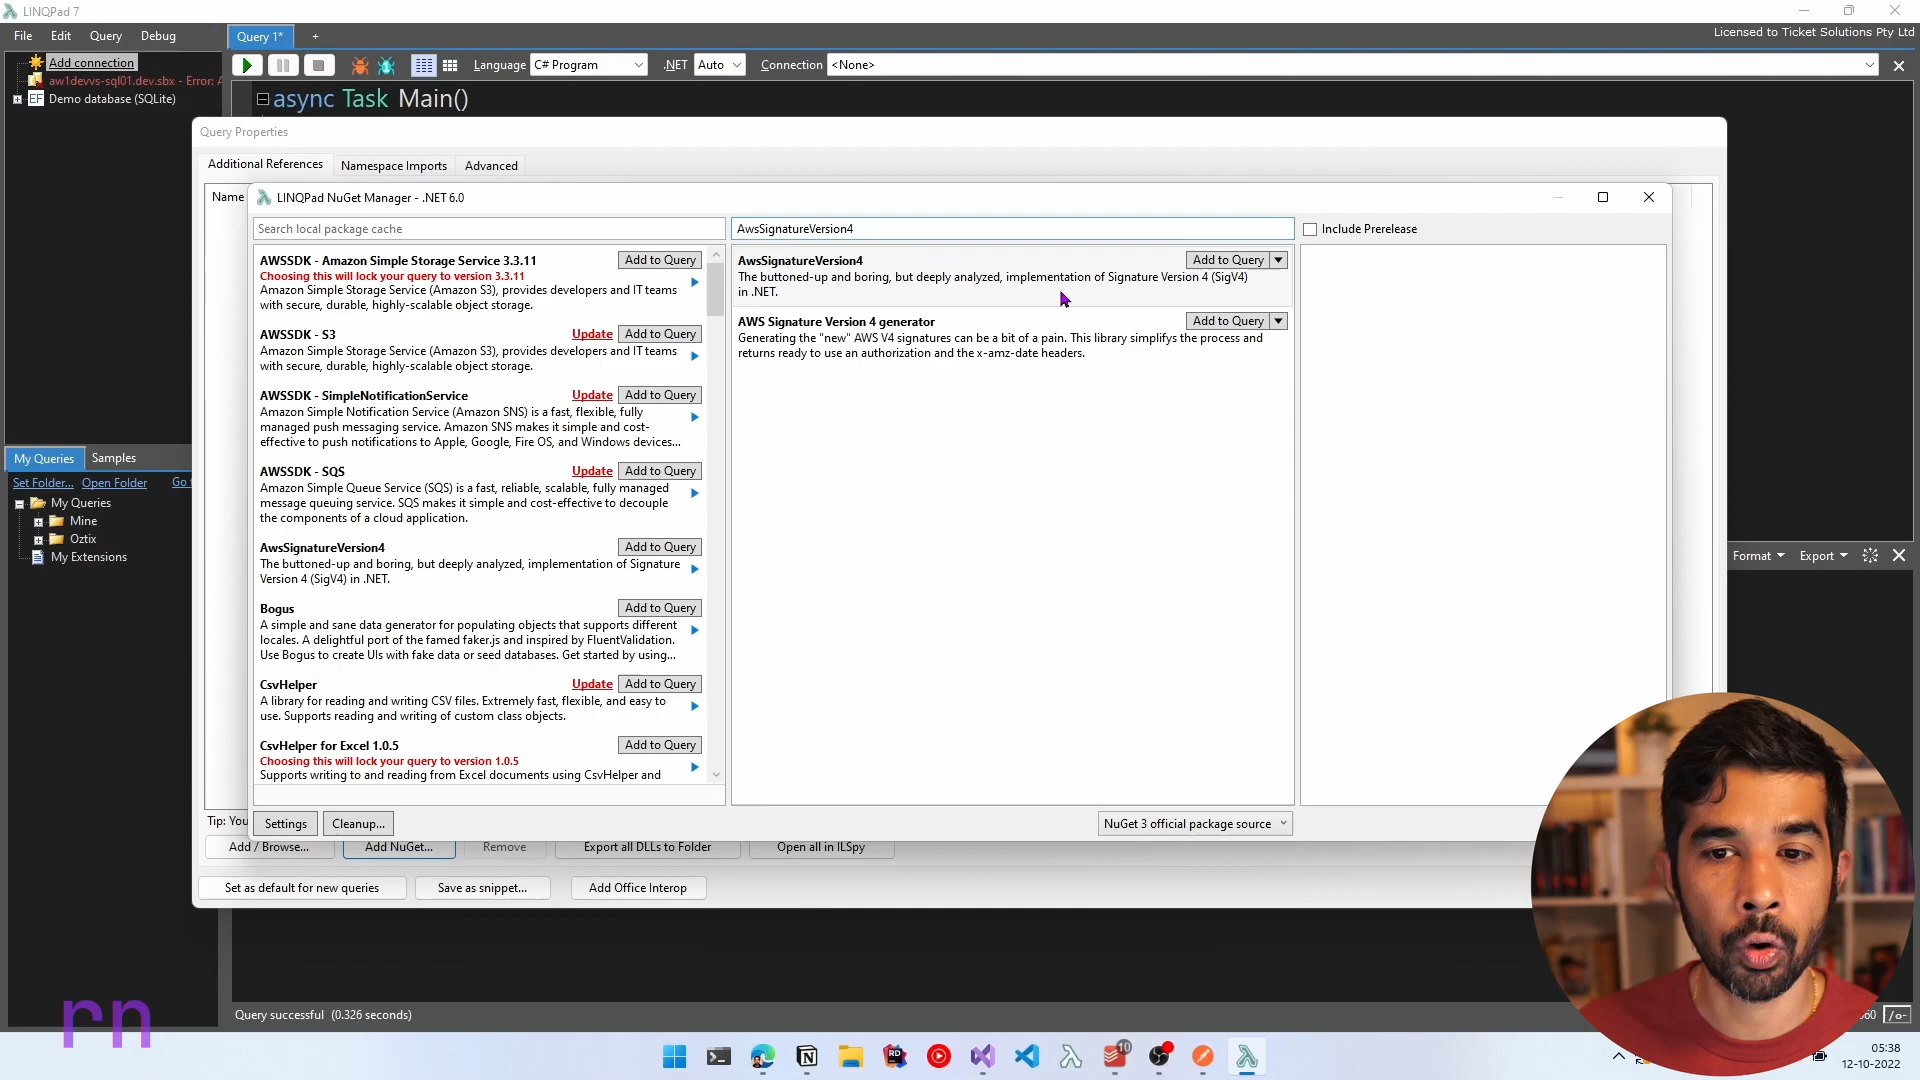 LINQPad 7
File Edit Query Debug
Query 1* +
Licensed to Ticket Solutions Pty Ltd
Add connection
aw1devvs-sql01.dev.sbx - Error: A
Demo database (SQLite)
Language C# Program .NET Auto Connection <None>
async Task Main()
Query Properties
Additional References Namespace Imports Advanced
Name
LINQPad NuGet Manager - .NET 6.0
Search local package cache
AwsSignatureVersion4
Include Prerelease
AWSSDK - Amazon Simple Storage Service 3.3.11 Add to Query
Choosing this will lock your query to version 3.3.11
Amazon Simple Storage Service (Amazon S3), provides developers and IT teams
with secure, durable, highly-scalable object storage.
AWSSDK - S3 Update Add to Query
Amazon Simple Storage Service (Amazon S3), provides developers and IT teams
with secure, durable, highly-scalable object storage.
AWSSDK - SimpleNotificationService Update Add to Query
Amazon Simple Notification Service (Amazon SNS) is a fast, flexible, fully
managed push messaging service. Amazon SNS makes it simple and cost-
effective to push notifications to Apple, Google, Fire OS, and Windows devices...
AWSSDK - SQS Update Add to Query
Amazon Simple Queue Service (SQS) is a fast, reliable, scalable, fully managed
message queuing service. SQS makes it simple and cost-effective to decouple
the components of a cloud application.
AwsSignatureVersion4 Add to Query
The buttoned-up and boring, but deeply analyzed, implementation of Signature
Version 4 (SigV4) in .NET.
Bogus Add to Query
A simple and sane data generator for populating objects that supports different
locales. A delightful port of the famed faker.js and inspired by FluentValidation.
Use Bogus to create UIs with fake data or seed databases. Get started by using...
CsvHelper Update Add to Query
A library for reading and writing CSV files. Extremely fast, flexible, and easy to
use. Supports reading and writing of custom class objects.
CsvHelper for Excel 1.0.5 Add to Query
Choosing this will lock your query to version 1.0.5
Supports writing to and reading from Excel documents using CsvHelper and
AwsSignatureVersion4 Add to Query
The buttoned-up and boring, but deeply analyzed, implementation of Signature Version 4 (SigV4)
in .NET.
AWS Signature Version 4 generator Add to Query
Generating the "new" AWS V4 signatures can be a bit of a pain. This library simplifys the process and
returns ready to use an authorization and the x-amz-date headers.
Settings Cleanup... NuGet 3 official package source
Tip: You
Add / Browse... Add NuGet... Remove Export all DLLs to Folder Open all in ILSpy
Set as default for new queries Save as snippet... Add Office Interop
My Queries Samples
Set Folder... Open Folder Go
EF
My Queries
Mine
Oztix
My Extensions
Format Export
Query successful (0.326 seconds)
/o-
rn
RD
10
05:38
12-10-2022